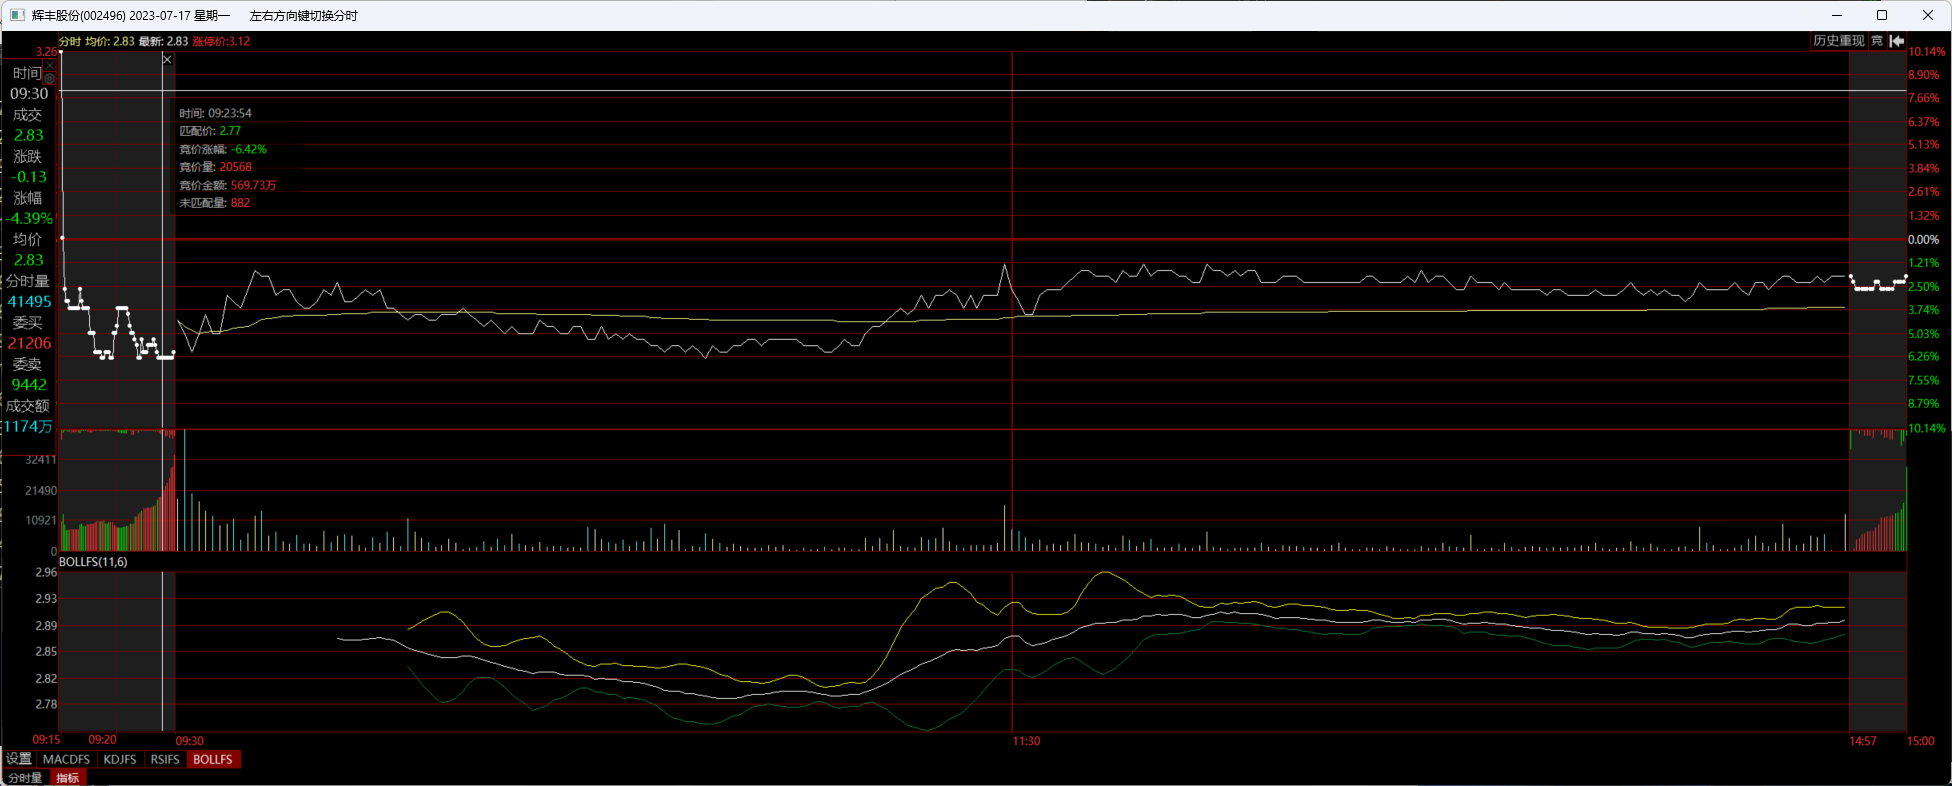 辉丰股份(002496) 2023-07-17 星期一 左右方向键切换分时
分时 均价: 2.83 最新: 2.83 涨停价:3.12
历史重现 竞
3.26
时间
09:30
成交
2.83
涨跌
-0.13
涨幅
-4.39%
均价
2.83
分时量
41495
委买
21206
委卖
9442
成交额
1174万
时间: 09:23:54
匹配价: 2.77
竞价涨幅: -6.42%
竞价量: 20568
竞价金额: 569.73万
未匹配量: 882
10.14%
8.90%
7.66%
6.37%
5.13%
3.84%
2.61%
1.32%
0.00%
1.21%
2.50%
3.74%
5.03%
6.26%
7.55%
8.79%
10.14%
32411
21490
10921
0
BOLLFS(11,6)
2.96
2.93
2.89
2.85
2.82
2.78
09:15 09:20 09:30 11:30 14:57 15:00
设置 MACDFS KDJFS RSIFS BOLLFS
分时量 指标